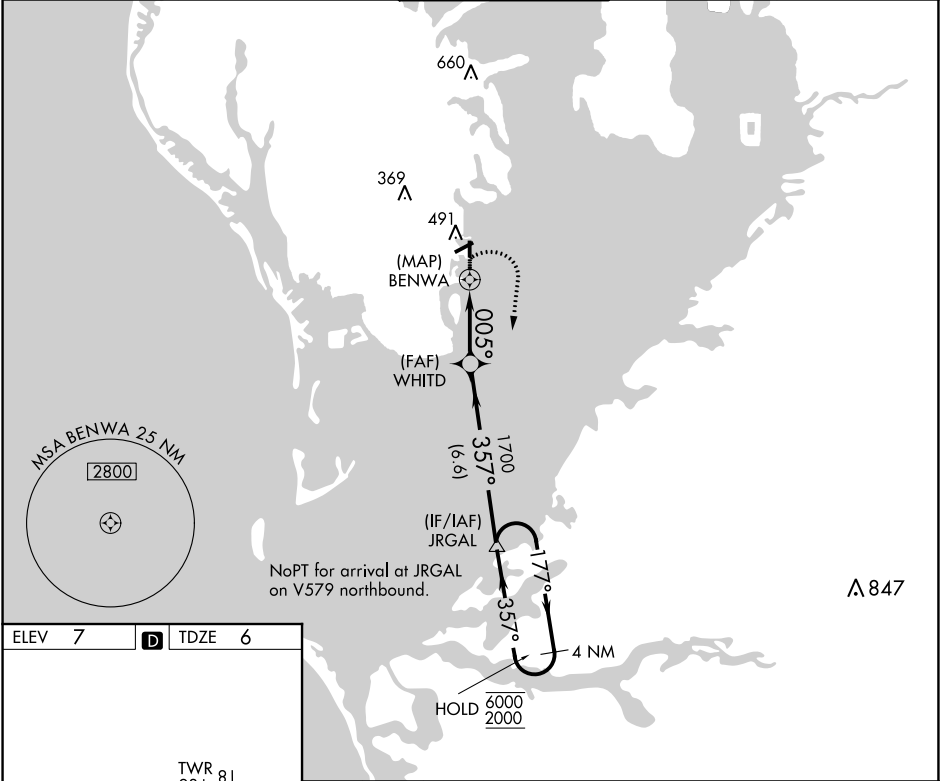 660
369
491
(MAP)
BENWA
005°
(FAF)
WHITD
MSA BENWA 25 NM
2800
1700
357°
(6.6)
(IF/IAF)
JRGAL
177°
NoPT for arrival at JRGAL
on V579 northbound.
847
357°
4 NM
HOLD 6000
2000
ELEV 7 D TDZE 6
TWR
81